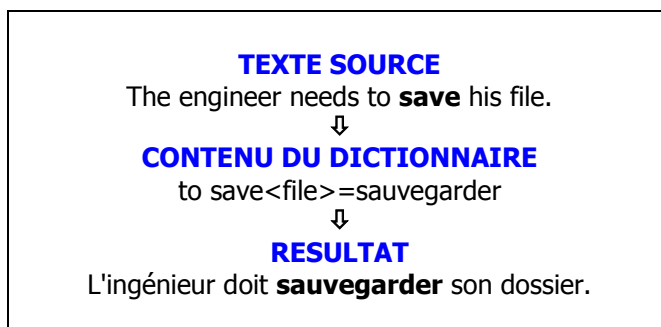 TEXTE SOURCE
The engineer needs to save his file.
⇩
CONTENU DU DICTIONNAIRE
to save<file>=sauvegarder
⇩
RESULTAT
L'ingénieur doit sauvegarder son dossier.